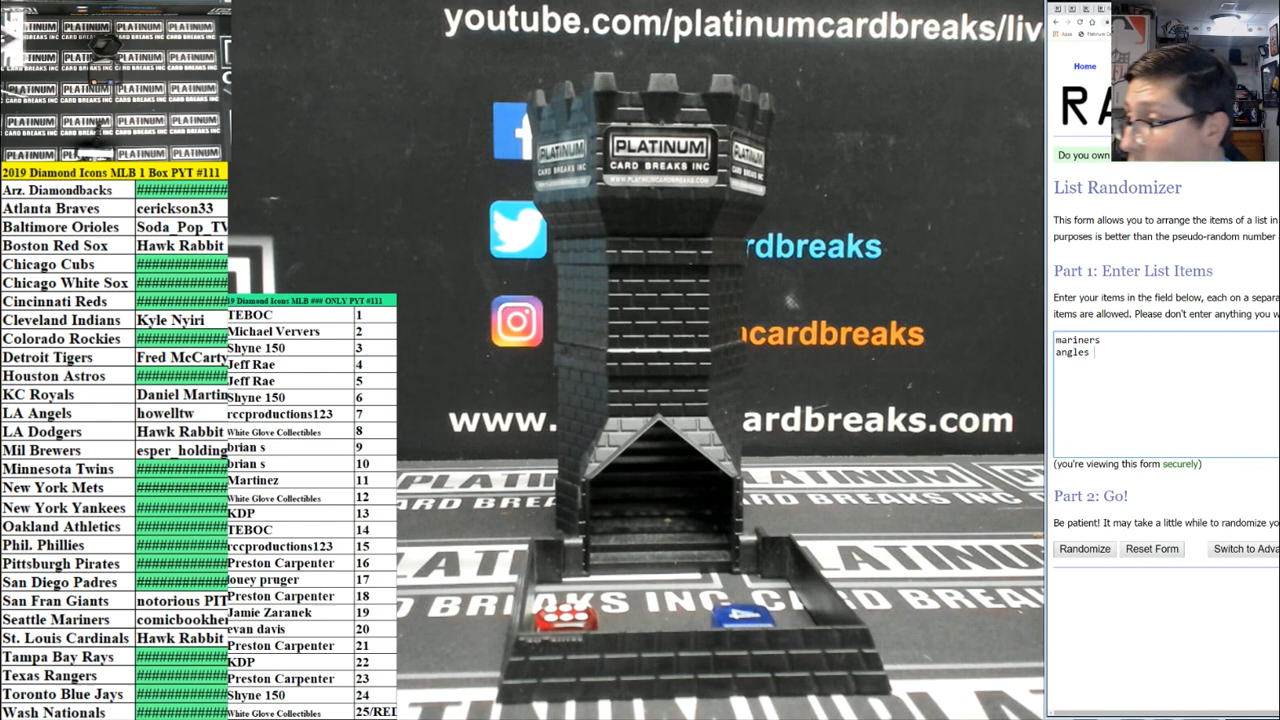 youtube.com/platinumcardbreaks/liv
PLATINUM
CARD BREAKS INC
WWW.PLATINUMCARDBREAKS.COM
rdbreaks
cardbreaks
www.
cardbreaks.com
2019 Diamond Icons MLB 1 Box PYT #111
Arz. Diamondbacks ############
Atlanta Braves cerickson33
Baltimore Orioles Soda_Pop_TV
Boston Red Sox Hawk Rabbit
Chicago Cubs ############
Chicago White Sox ############
Cincinnati Reds ############
Cleveland Indians Kyle Nyiri
Colorado Rockies ############
Detroit Tigers Fred McCarty
Houston Astros ############
KC Royals Daniel Martin
LA Angels howelltw
LA Dodgers Hawk Rabbit
Mil Brewers esper_holding
Minnesota Twins ############
New York Mets ############
New York Yankees ############
Oakland Athletics ############
Phil. Phillies ############
Pittsburgh Pirates ############
San Diego Padres ############
San Fran Giants notorious PIT
Seattle Mariners comicbookhe
St. Louis Cardinals Hawk Rabbit
Tampa Bay Rays ############
Texas Rangers ############
Toronto Blue Jays ############
Wash Nationals ############
19 Diamond Icons MLB ### ONLY PYT #111
TEBOC 1
Michael Ververs 2
Shyne 150 3
Jeff Rae 4
Jeff Rae 5
Shyne 150 6
rccproductions123 7
White Glove Collectibles 8
brian s 9
brian s 10
Martinez 11
White Glove Collectibles 12
KDP 13
TEBOC 14
rccproductions123 15
Preston Carpenter 16
louey pruger 17
Preston Carpenter 18
Jamie Zaranek 19
evan davis 20
Preston Carpenter 21
KDP 22
Preston Carpenter 23
Shyne 150 24
White Glove Collectibles 25/RED
Home
RA
Do you own
List Randomizer
This form allows you to arrange the items of a list in
purposes is better than the pseudo-random number
Part 1: Enter List Items
Enter your items in the field below, each on a separa
items are allowed. Please don't enter anything you w
mariners
angles
(you're viewing this form securely)
Part 2: Go!
Be patient! It may take a little while to randomize yo
Randomize Reset Form Switch to Adva